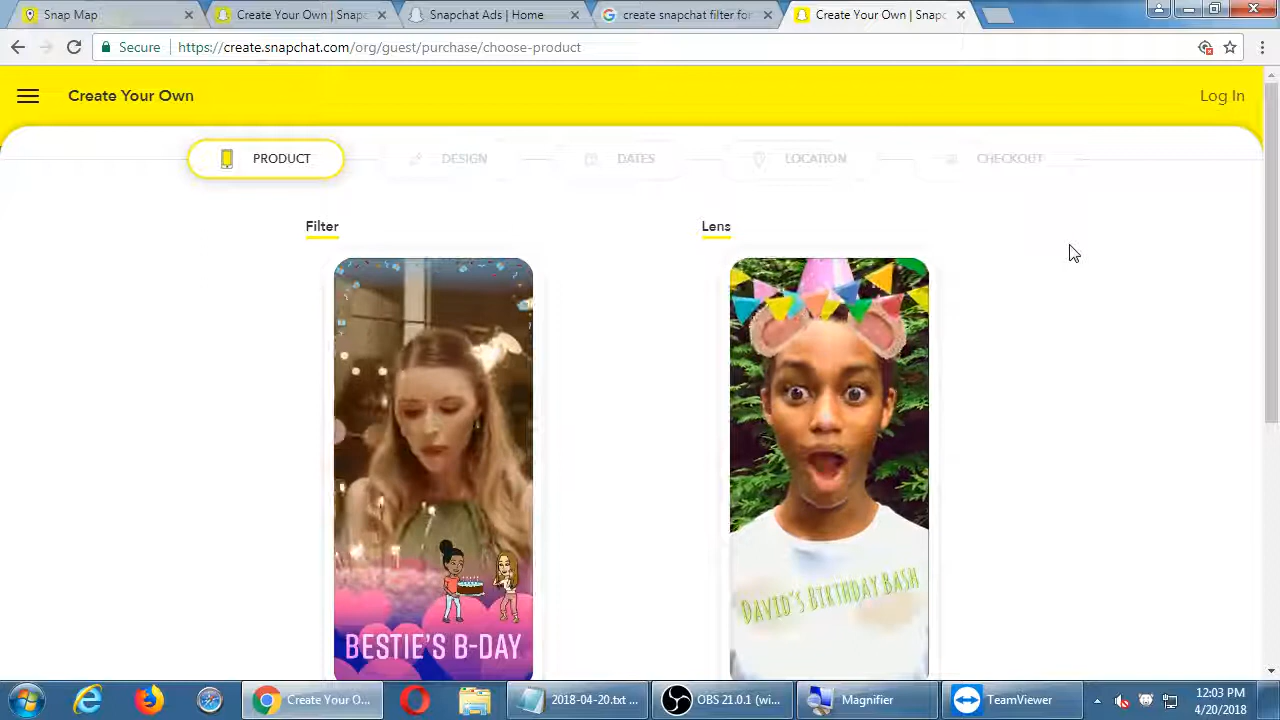 Snap Map
Create Your Own | Snapc
Snapchat Ads | Home
create snapchat filter for
Create Your Own | Snapc
Secure
https://create.snapchat.com/org/guest/purchase/choose-product
Create Your Own
Log In
PRODUCT
DESIGN
DATES
LOCATION
CHECKOUT
Filter
Lens
BESTIE'S B-DAY
DAVID'S BIRTHDAY BASH
Create Your O...
2018-04-20.txt ...
OBS 21.0.1 (wi...
Magnifier
TeamViewer
12:03 PM
4/20/2018